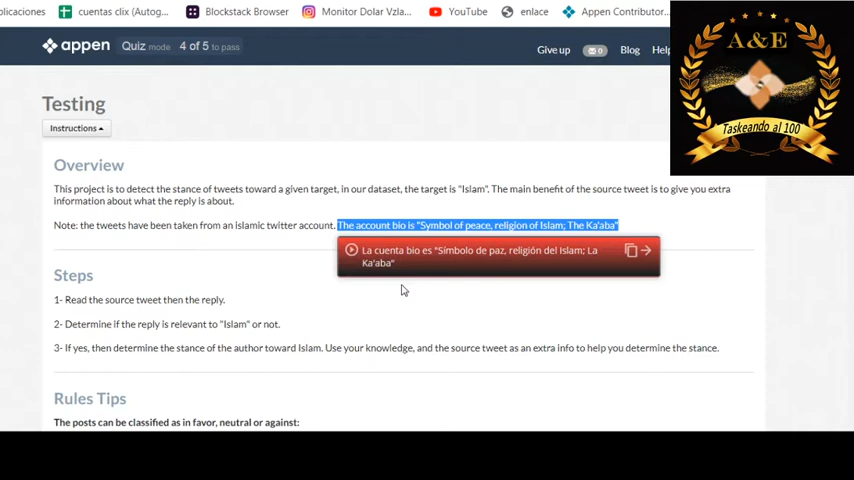 plicaciones cuentas clix (Autog... Blockstack Browser Monitor Dolar Vzla... YouTube enlace Appen Contributor...
appen Quiz mode 4 of 5 to pass Give up 0 Blog Help
A&E
Taskeando al 100
Testing
Instructions
Overview
This project is to detect the stance of tweets toward a given target, in our dataset, the target is "Islam". The main benefit of the source tweet is to give you extra
information about what the reply is about.
Note: the tweets have been taken from an islamic twitter account. The account bio is "Symbol of peace, religion of Islam; The Ka'aba"
La cuenta bio es "Símbolo de paz, religión del Islam; La
Ka'aba"
Steps
1- Read the source tweet then the reply.
2- Determine if the reply is relevant to "Islam" or not.
3- If yes, then determine the stance of the author toward Islam. Use your knowledge, and the source tweet as an extra info to help you determine the stance.
Rules Tips
The posts can be classified as in favor, neutral or against: